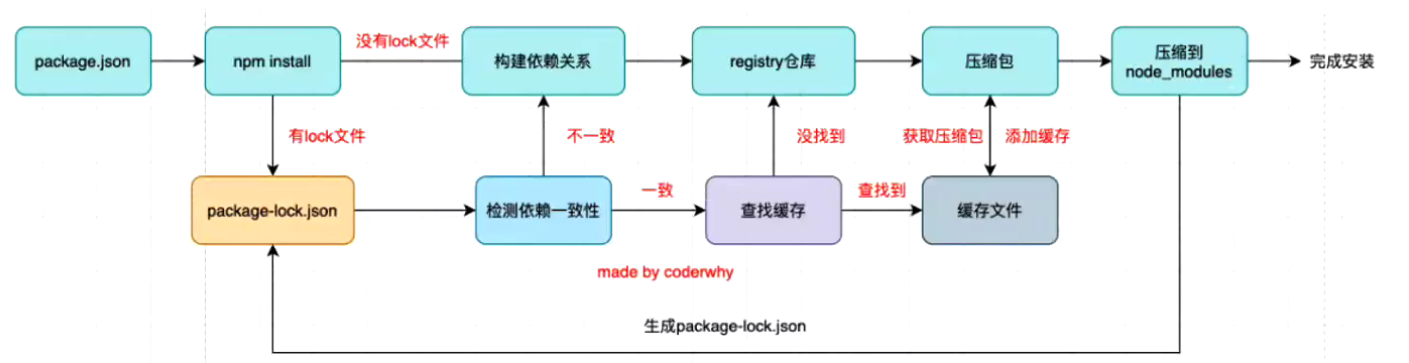 package.json
npm install
没有lock文件
构建依赖关系
registry仓库
压缩包
压缩到
node_modules
完成安装
有lock文件
不一致
没找到
获取压缩包
添加缓存
package-lock.json
检测依赖一致性
一致
查找缓存
查找到
缓存文件
made by coderwhy
生成package-lock.json